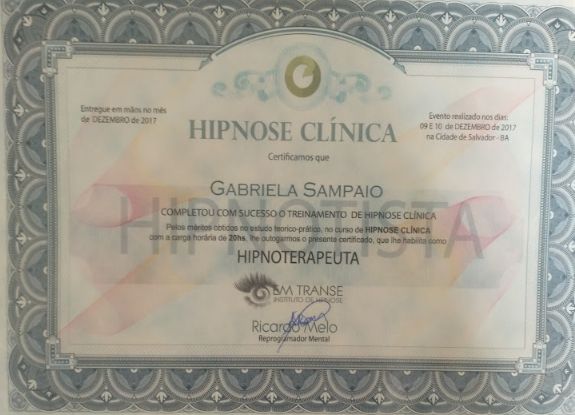 Entregue em mãos no mês
de DEZEMBRO de 2017
Evento realizado nos dias:
09 E 10 de DEZEMBRO de 2017
na Cidade de Salvador - BA
HIPNOSE CLÍNICA
Certificamos que
GABRIELA SAMPAIO
HIPNOTISTA
COMPLETOU COM SUCESSO O TREINAMENTO DE HIPNOSE CLÍNICA
Pelos méritos obtidos no estudo teorico-prático, no curso de HIPNOSE CLÍNICA
com a carga horária de 20hs, lhe outorgamos o presente certificado, que lhe habilita como
HIPNOTERAPEUTA
EM TRANSE
INSTITUTO DE HIPNOSE
Ricardo Melo
Reprogramador Mental